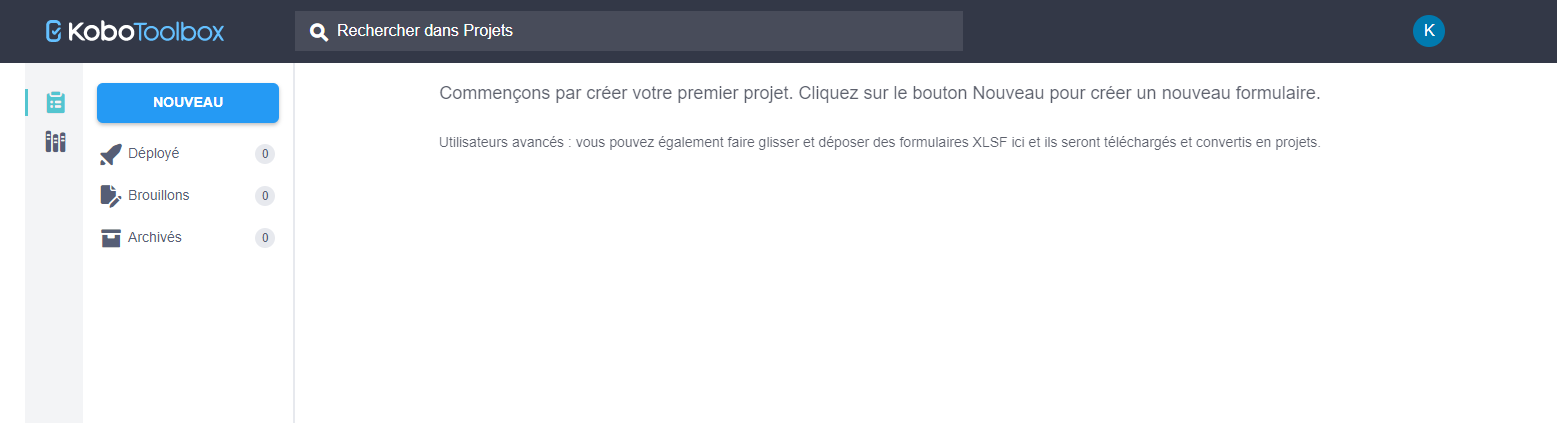 KoboToolbox
Rechercher dans Projets
K
NOUVEAU
Déployé 0
Brouillons 0
Archivés 0
Commençons par créer votre premier projet. Cliquez sur le bouton Nouveau pour créer un nouveau formulaire.
Utilisateurs avancés : vous pouvez également faire glisser et déposer des formulaires XLSF ici et ils seront téléchargés et convertis en projets.